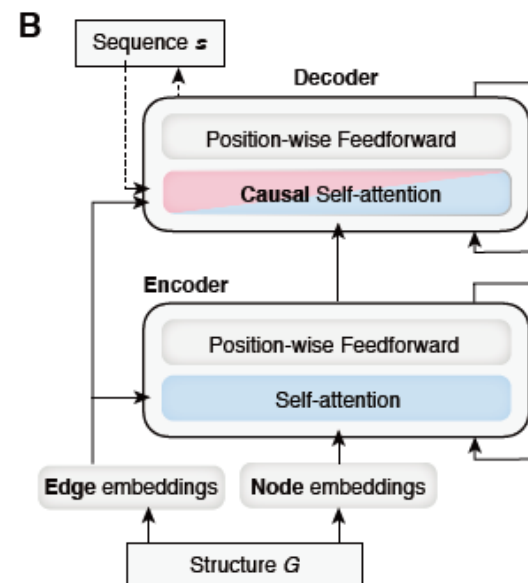 B
Sequence s
Decoder
Position-wise Feedforward
Causal Self-attention
Encoder
Position-wise Feedforward
Self-attention
Edge embeddings
Node embeddings
Structure G